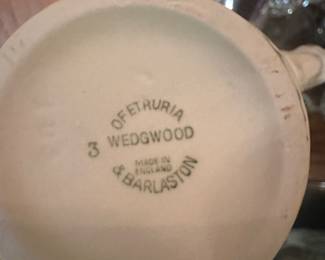 OF ETRURIA
3 WEDGWOOD
MADE IN
ENGLAND
& BARLASTON